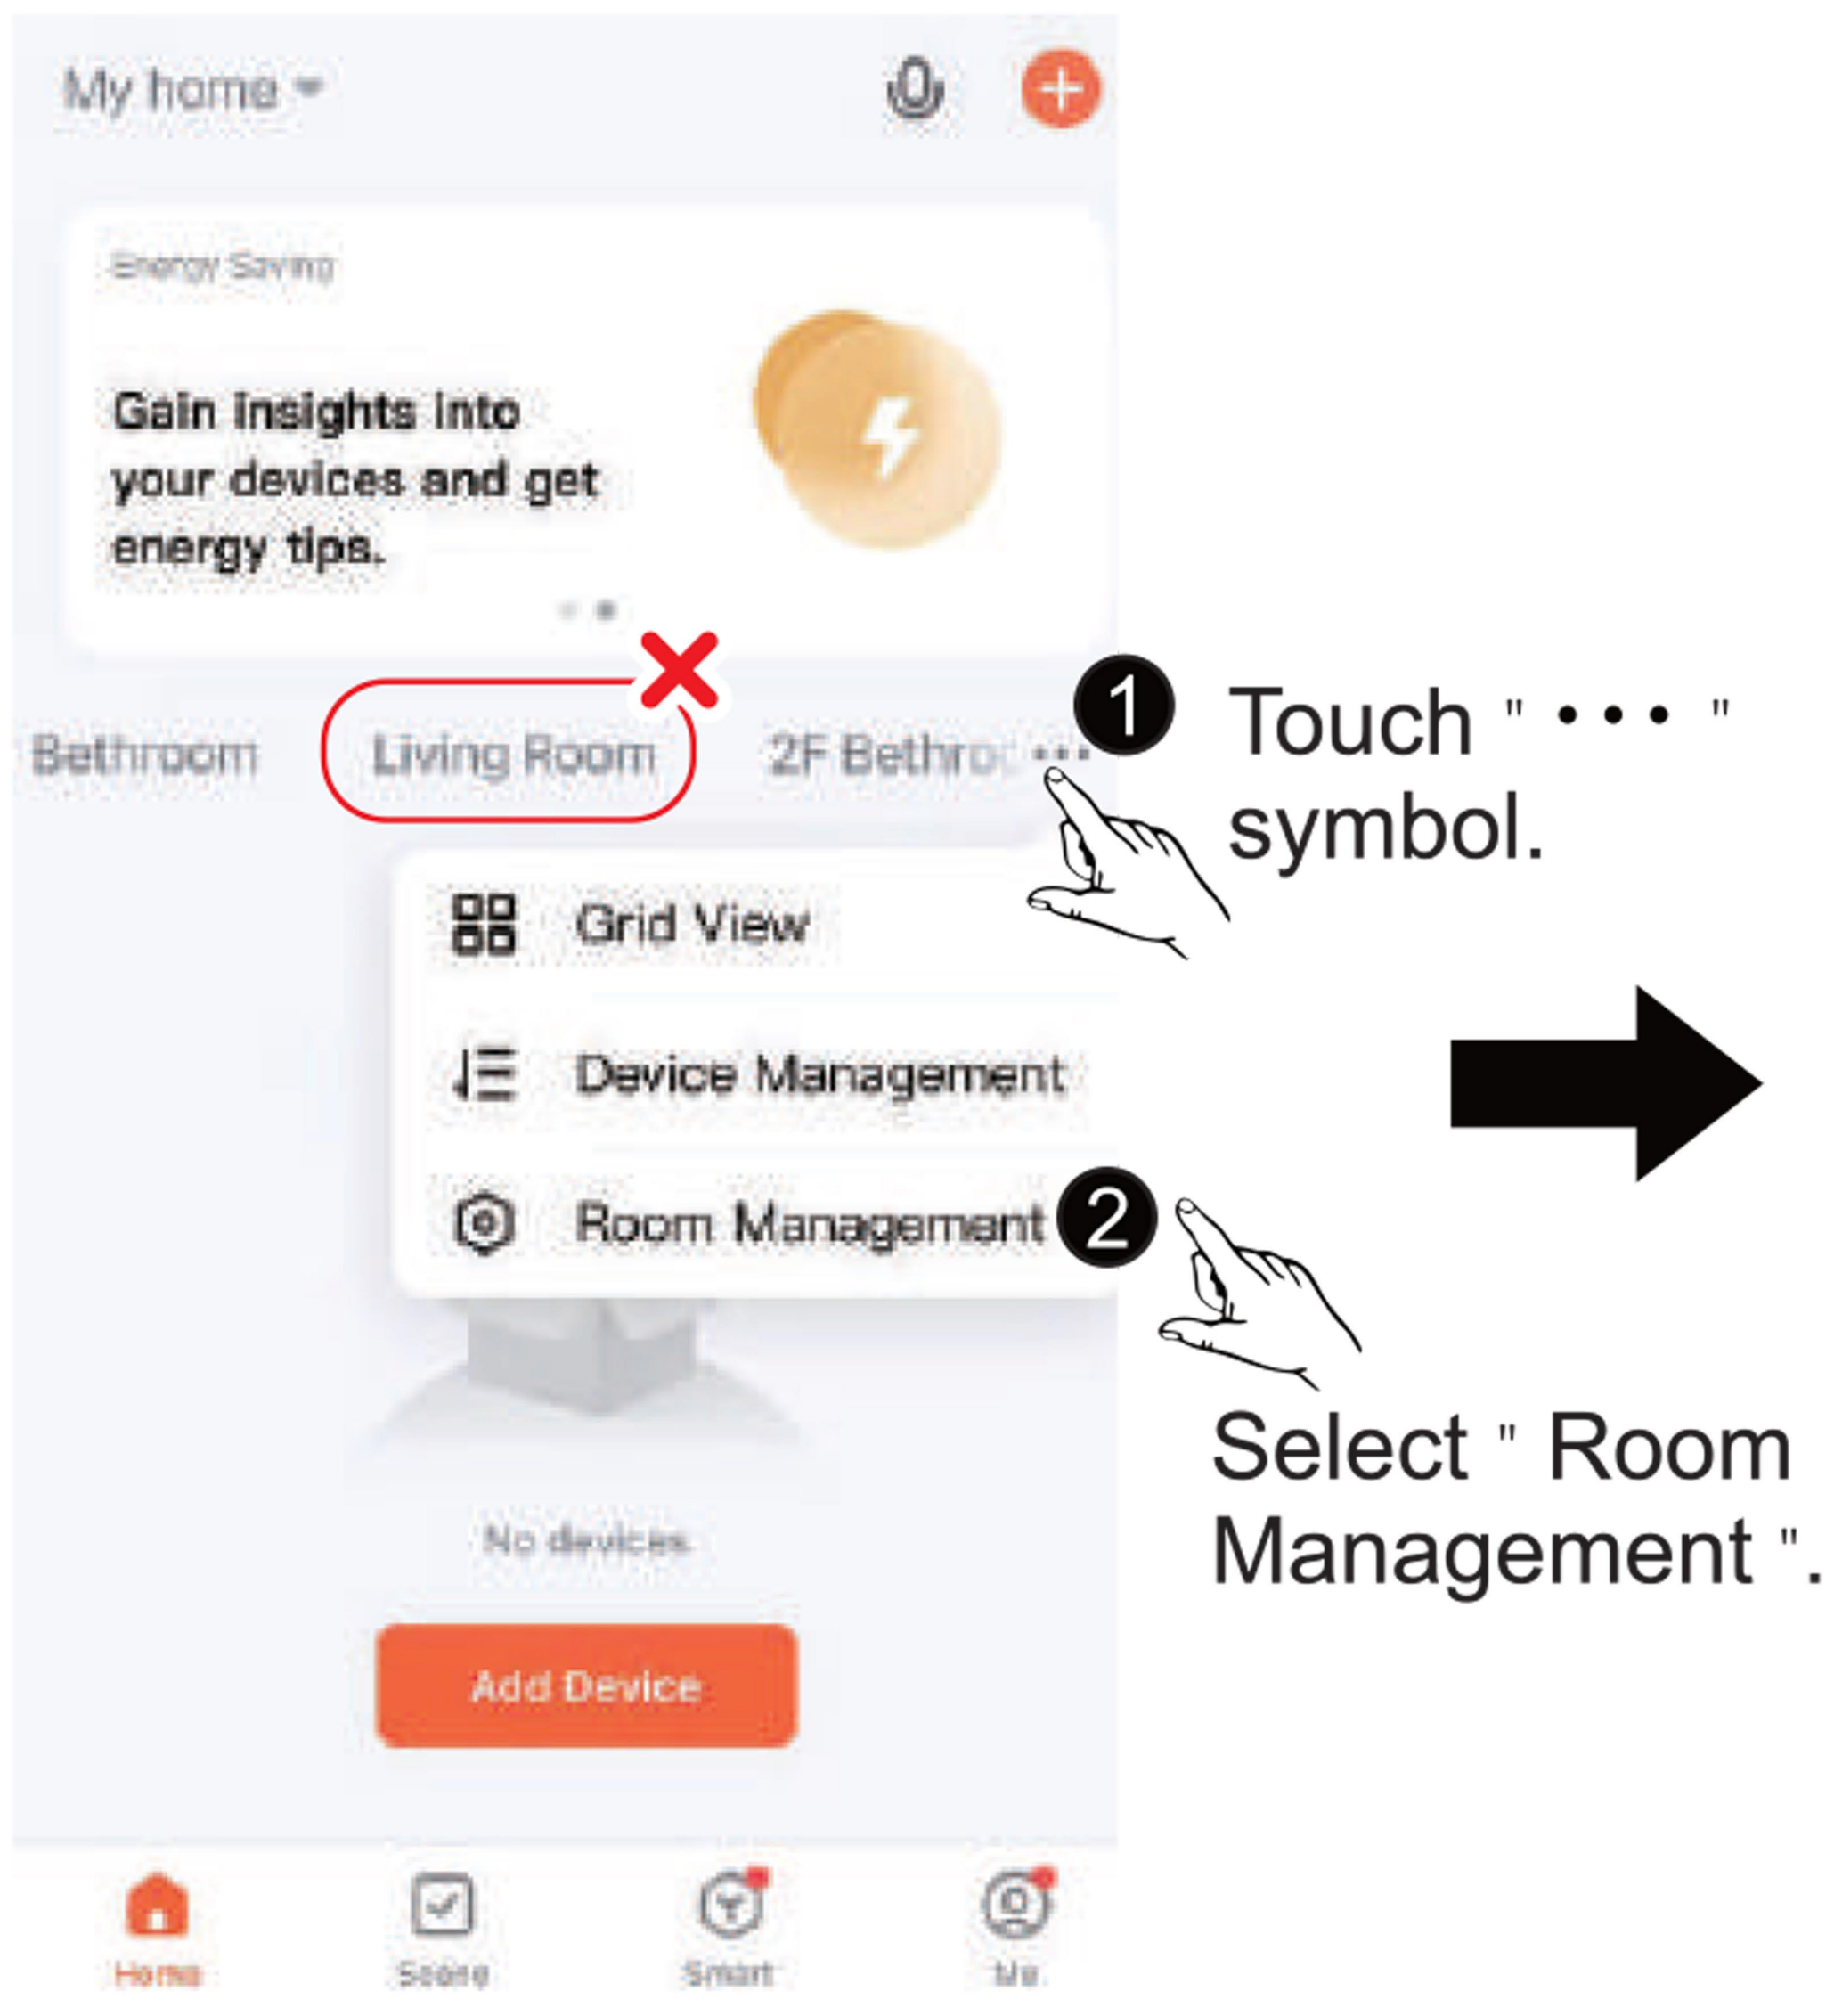 My home
Energy Saving
Gain insights into
your devices and get
energy tips.
Bethroom
Living Room
2F Bethro
•••
1
Touch " ••• "
symbol.
Grid View
Device Management
Room Management
2
Select " Room
Management ".
No devices
Add Device
Home
Scene
Smart
Me